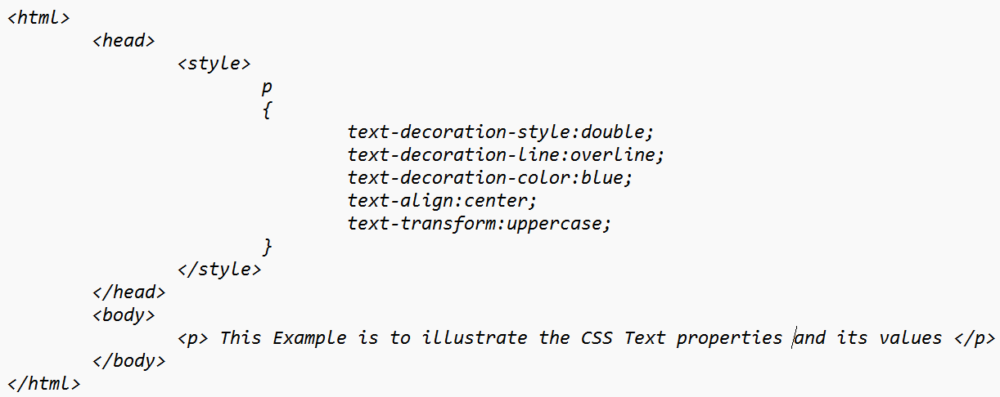 <html>
<head>
<style>
p
{
text-decoration-style:double;
text-decoration-line:overline;
text-decoration-color:blue;
text-align:center;
text-transform:uppercase;
}
</style>
</head>
<body>
<p> This Example is to illustrate the CSS Text properties and its values </p>
</body>
</html>